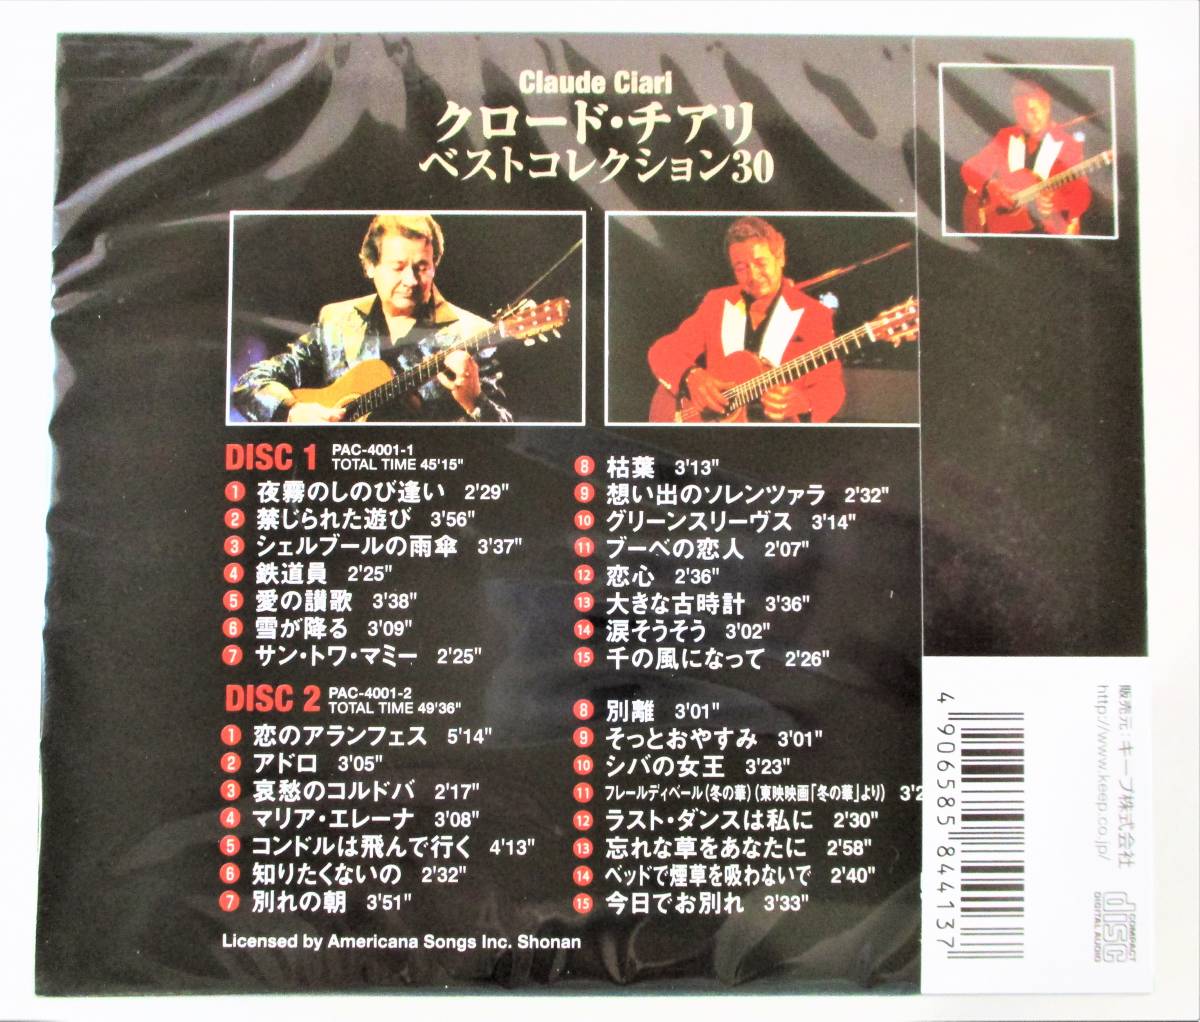 Claude Ciari
クロード・チアリ
ベストコレクション30
DISC 1 PAC-4001-1
TOTAL TIME 45'15"
1 夜霧のしのび逢い 2'29"
2 禁じられた遊び 3'56"
3 シェルブールの雨傘 3'37"
4 鉄道員 2'25"
5 愛の讃歌 3'38"
6 雪が降る 3'09"
7 サン・トワ・マミー 2'25"
8 枯葉 3'13"
9 想い出のソレンツァラ 2'32"
10 グリーンスリーヴス 3'14"
11 ブーベの恋人 2'07"
12 恋心 2'36"
13 大きな古時計 3'36"
14 涙そうそう 3'02"
15 千の風になって 2'26"
DISC 2 PAC-4001-2
TOTAL TIME 49'36"
1 恋のアランフェス 5'14"
2 アドロ 3'05"
3 哀愁のコルドバ 2'17"
4 マリア・エレーナ 3'08"
5 コンドルは飛んで行く 4'13"
6 知りたくないの 2'32"
7 別れの朝 3'51"
8 別離 3'01"
9 そっとおやすみ 3'01"
10 シバの女王 3'23"
11 フレールディペール(冬の華)(東映映画「冬の華」より)
12 ラスト・ダンスは私に 2'30"
13 忘れな草をあなたに 2'58"
14 ベッドで煙草を吸わないで 2'40"
15 今日でお別れ 3'33"
Licensed by Americana Songs Inc. Shonan
販売元：キープ株式会社
http://www.keep.co.jp/
4 906585 844137
COMPACT
disc
DIGITAL AUDIO